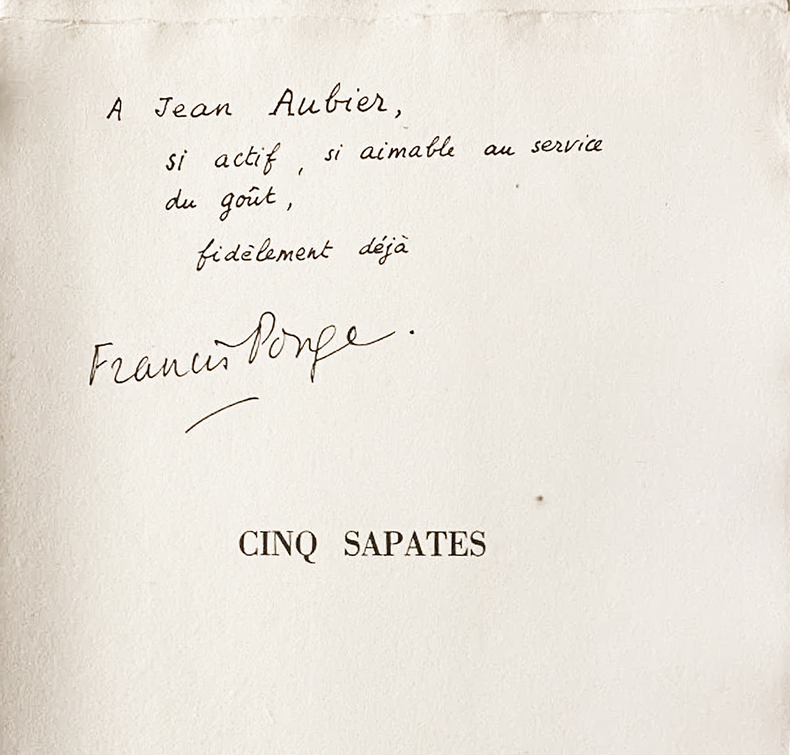 A Jean Aubier,
si actif, si aimable au service
du goût,
fidèlement déjà
Francis Ponge.
CINQ SAPATES